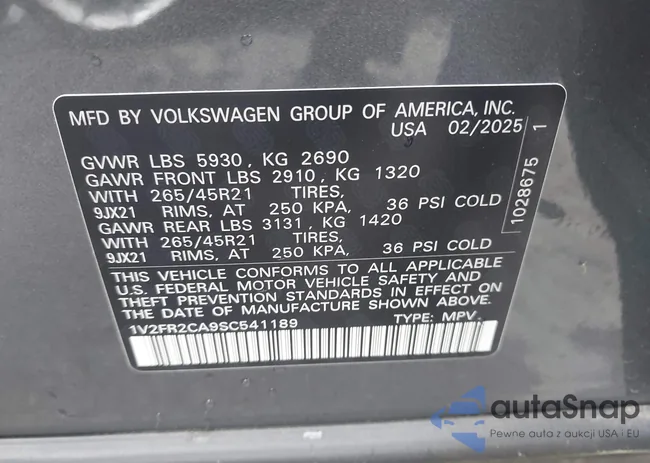 MFD BY VOLKSWAGEN GROUP OF AMERICA, INC.
USA 02/2025
GVWR LBS 5930, KG 2690
GAWR FRONT LBS 2910, KG 1320
WITH 265/45R21 TIRES,
9JX21 RIMS, AT 250 KPA, 36 PSI COLD
GAWR REAR LBS 3131, KG 1420
WITH 265/45R21 TIRES,
9JX21 RIMS, AT 250 KPA, 36 PSI COLD
THIS VEHICLE CONFORMS TO ALL APPLICABLE
U.S. FEDERAL MOTOR VEHICLE SAFETY AND
THEFT PREVENTION STANDARDS IN EFFECT ON
THE DATE OF MANUFACTURE SHOWN ABOVE.
1V2FR2CA9SC541189 TYPE: MPV
1028675 1
autoSnap
Pewne auta z aukcji USA i EU